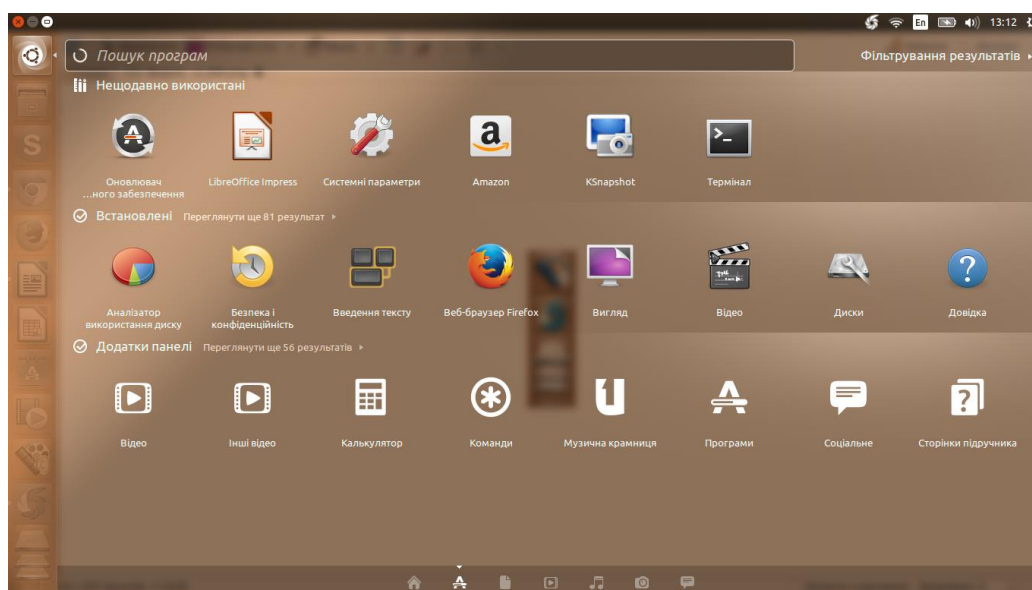 En
13:12
Пошук програм
Фільтрування результатів
Нещодавно використані
Оновлювач
...ного забезпечення
LibreOffice Impress
Системні параметри
Amazon
KSnapshot
Термінал
Встановлені Переглянути ще 81 результат
Аналізатор
використання диску
Безпека і
конфіденційність
Введення тексту
Веб-браузер Firefox
Вигляд
Відео
Диски
Довідка
Додатки панелі Переглянути ще 56 результатів
Відео
Інші відео
Калькулятор
Команди
Музична крамниця
Програми
Соціальне
Сторінки підручника